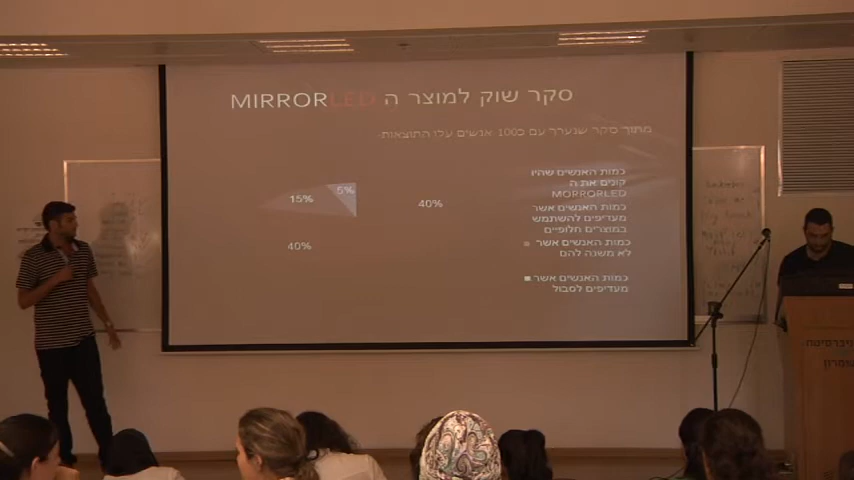 סקר שוק למוצר ה MIRRORLED
מתוך סקר שנערך עם כ100 אנשים עלו התוצאות
5%
15%
40%
40%
כמות האנשים שהיו
קונים את ה
MORRORLED
כמות האנשים אשר
מעדיפים להשתמש
במוצרים חלופיים
כמות האנשים אשר
לא משנה להם
כמות האנשים אשר
מעדיפים לסבול